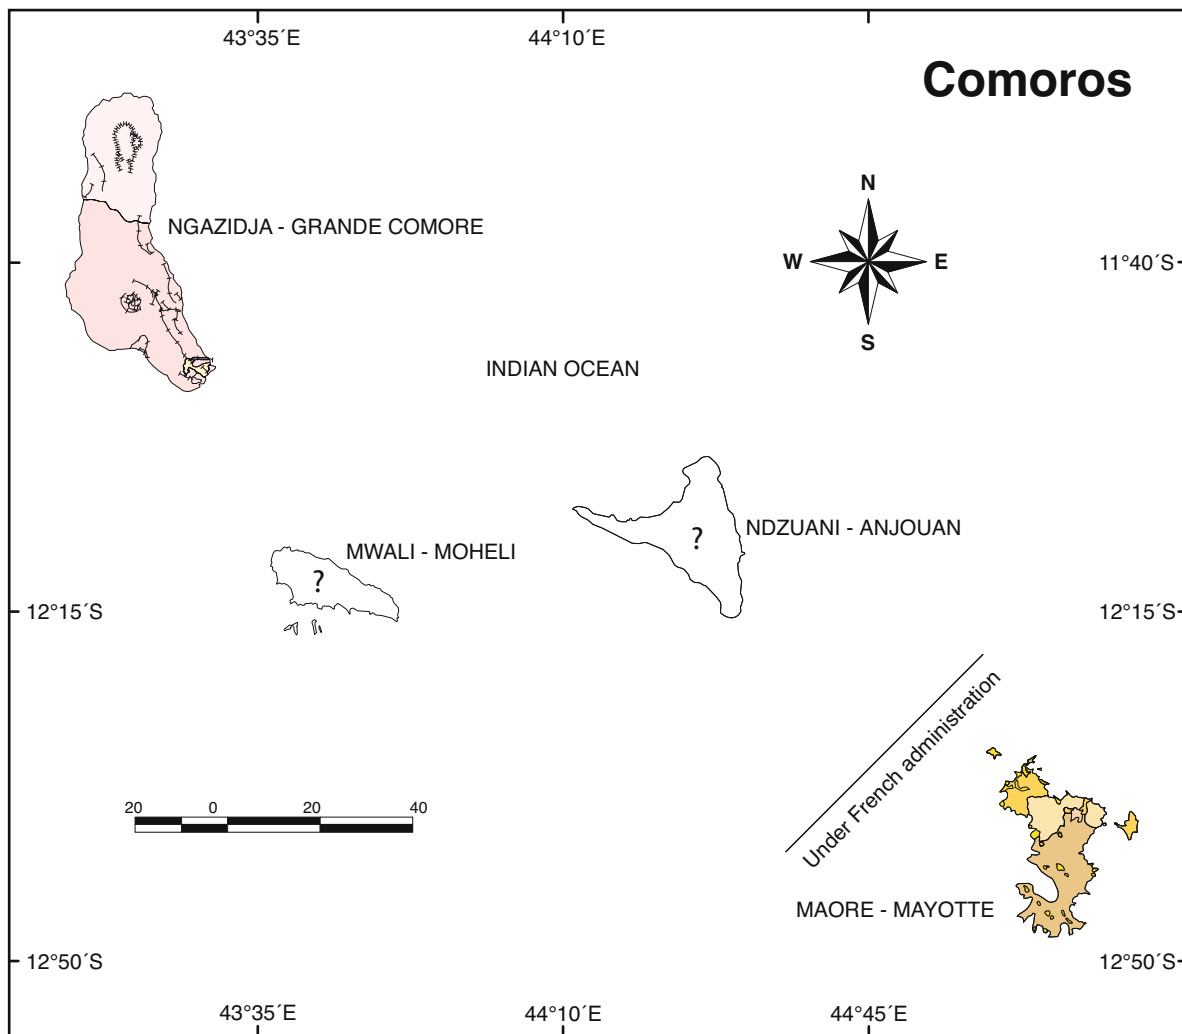 43°35´E
44°10´E
Comoros
N
NGAZIDJA - GRANDE COMORE
W
E
11°40´S
S
INDIAN OCEAN
NDZUANI - ANJOUAN
?
MWALI - MOHELI
?
12°15´S
12°15´S
Under French administration
20 0 20 40
MAORE - MAYOTTE
12°50´S
12°50´S
43°35´E
44°10´E
44°45´E